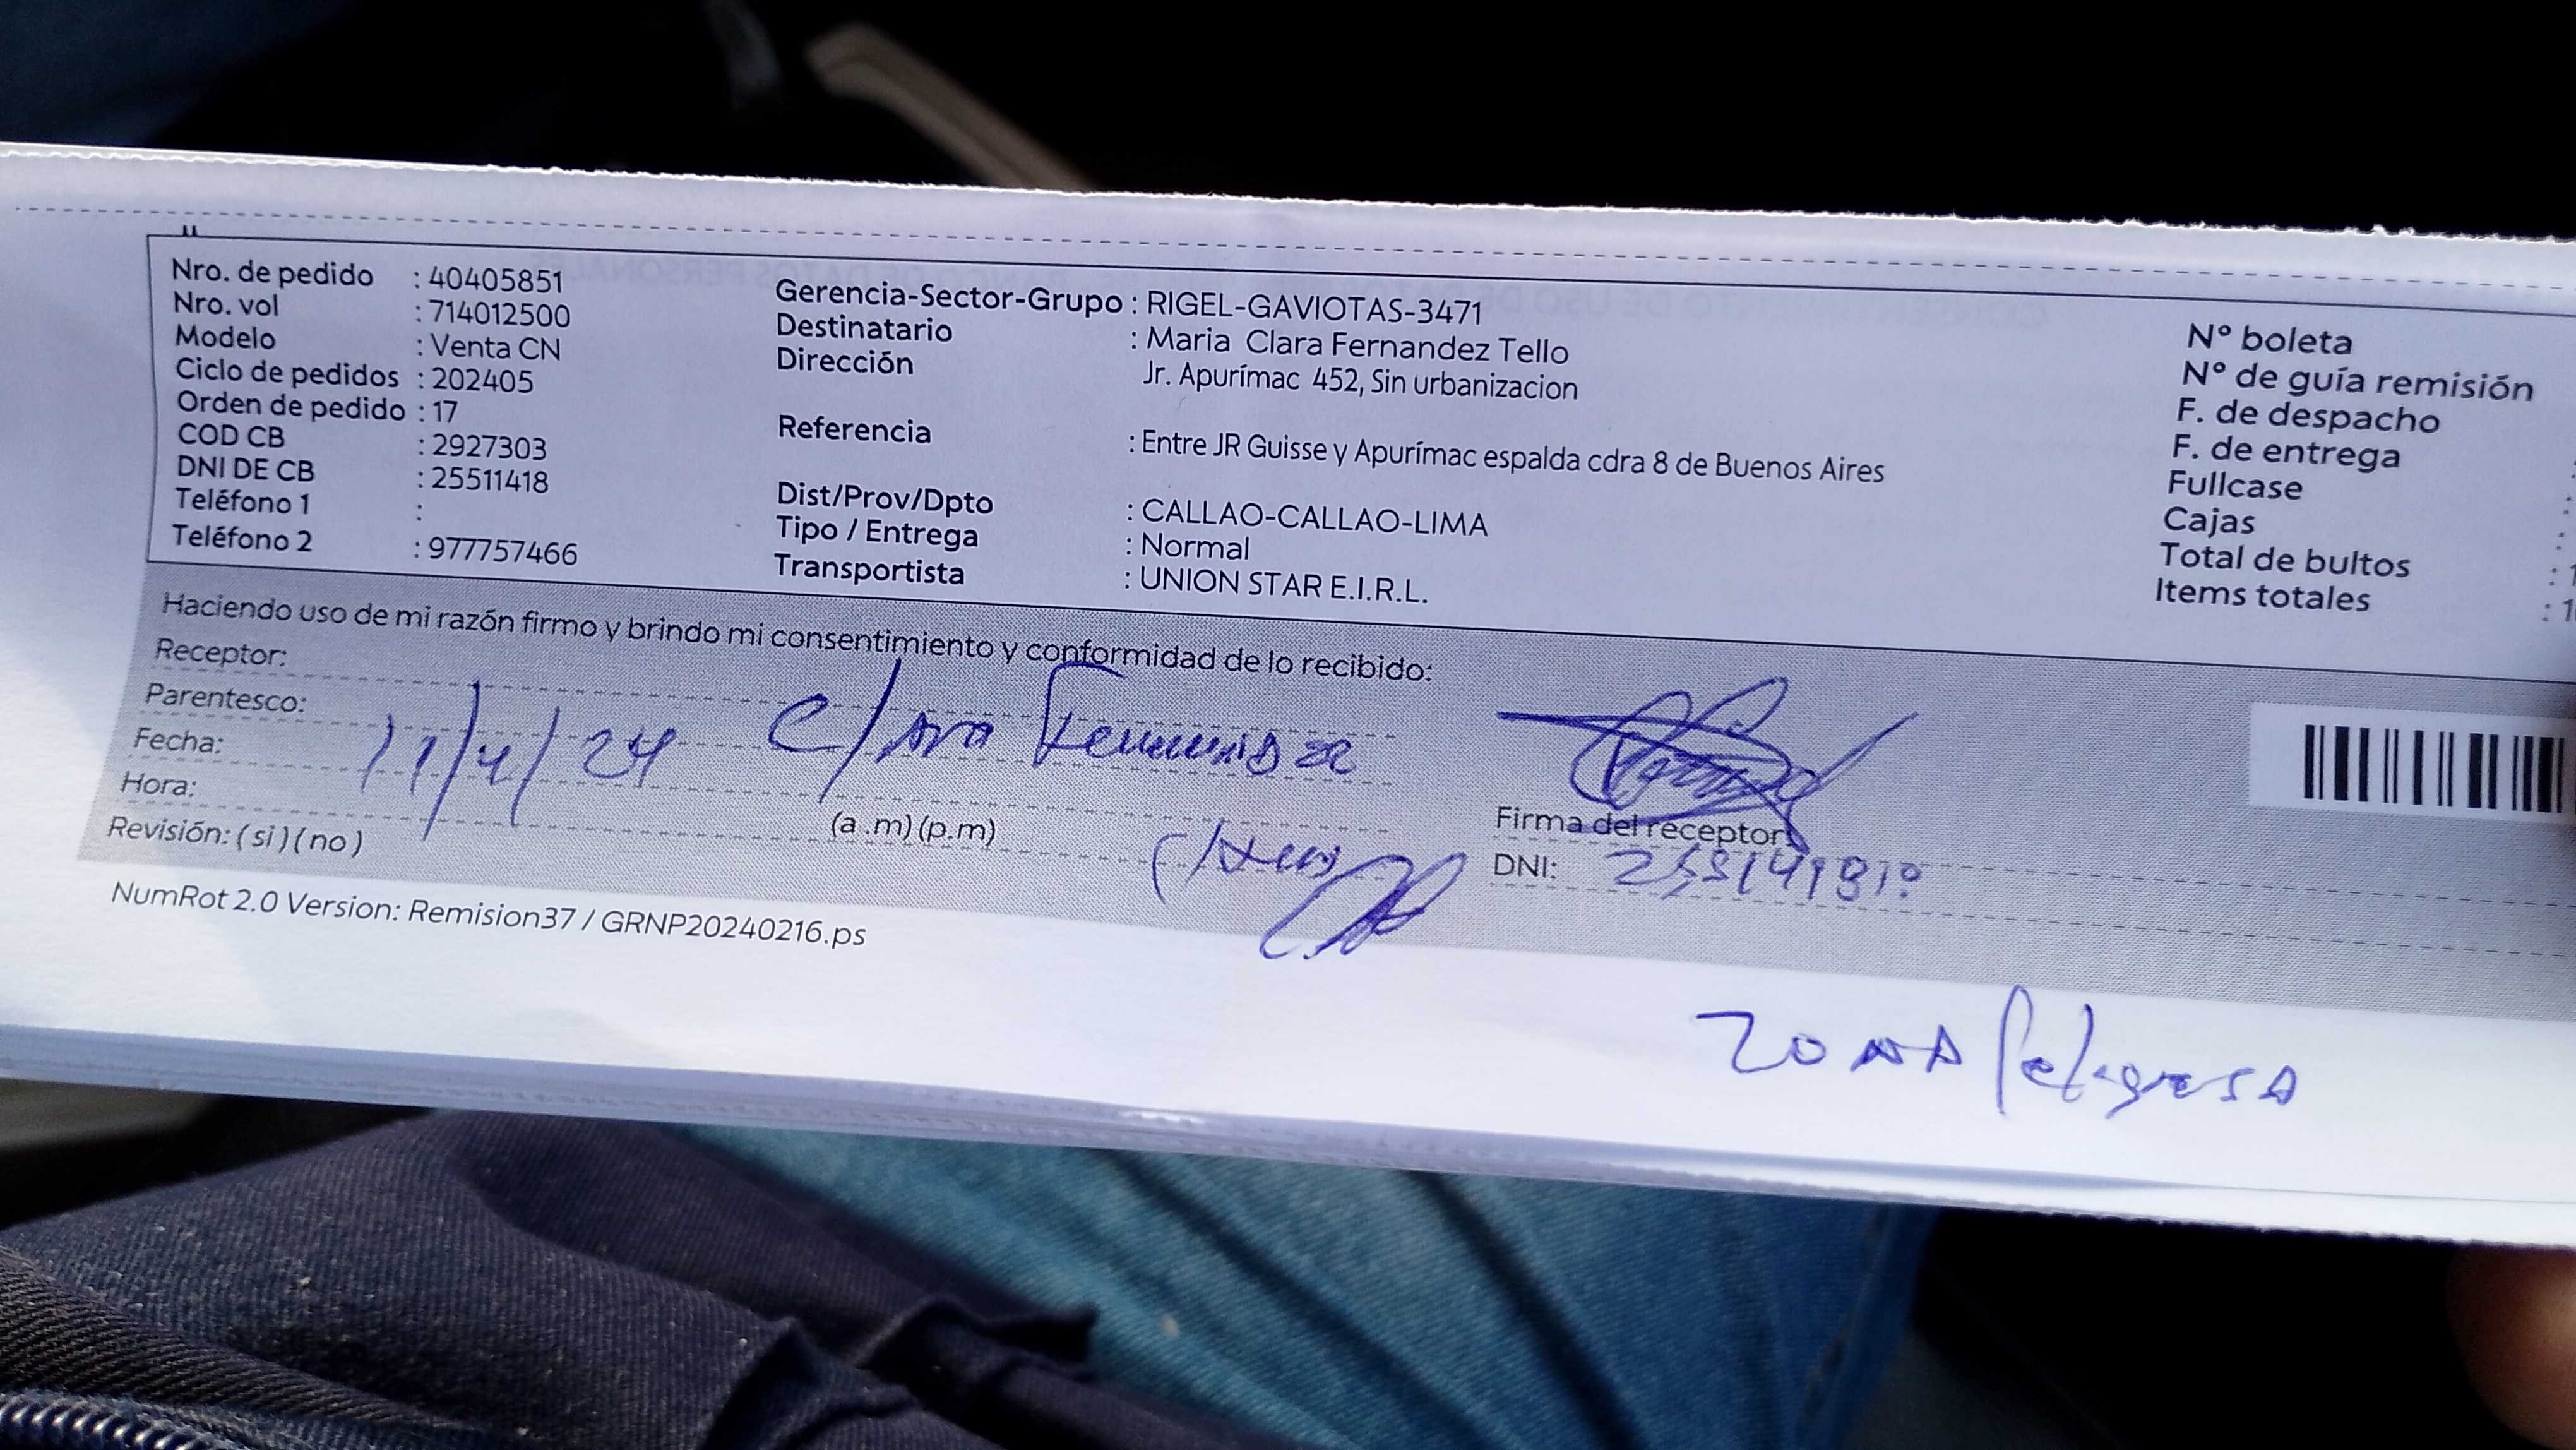 Nro. de pedido : 40405851
Nro. vol : 714012500
Modelo : Venta CN
Ciclo de pedidos : 202405
Orden de pedido : 17
COD CB : 2927303
DNI DE CB : 25511418
Teléfono 1 :
Teléfono 2 : 977757466
Gerencia-Sector-Grupo : RIGEL-GAVIOTAS-3471
Destinatario : Maria Clara Fernandez Tello
Dirección Jr. Apurímac 452, Sin urbanizacion
Referencia : Entre JR Guisse y Apurímac espalda cdra 8 de Buenos Aires
Dist/Prov/Dpto : CALLAO-CALLAO-LIMA
Tipo / Entrega : Normal
Transportista : UNION STAR E.I.R.L.
N° boleta
N° de guía remisión
F. de despacho
F. de entrega :
Fullcase :
Cajas :
Total de bultos : 1
Items totales : 1
Haciendo uso de mi razón firmo y brindo mi consentimiento y conformidad de lo recibido:
Receptor:
Parentesco:
Fecha: 11/4/24 Clara
Hora: (a .m) (p.m)
Revisión: ( si ) ( no )
Firma del receptor
DNI:
NumRot 2.0 Version: Remision37 / GRNP20240216.ps
ZONA Peligrosa